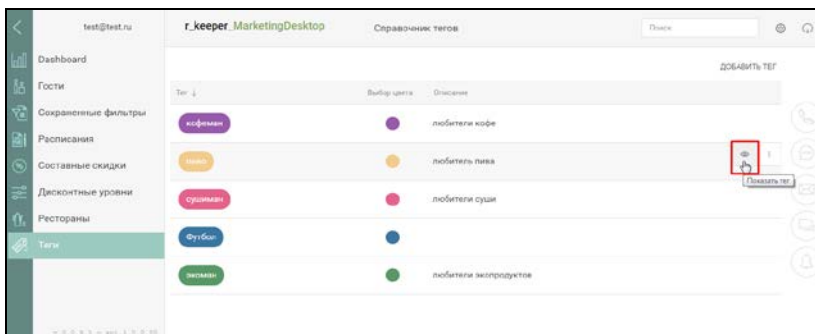 test@test.ru
r_keeper_MarketingDesktop
Справочник тегов
Поиск
Dashboard
Гости
Сохраненные фильтры
Расписания
Составные скидки
Дисконтные уровни
Рестораны
Теги
ДОБАВИТЬ ТЕГ
Тег ↓
Выбор цвета
Описание
кофеман
любители кофе
любитель пива
Показать тег
сушиман
любители суши
Футбол
экоман
любители экопродуктов